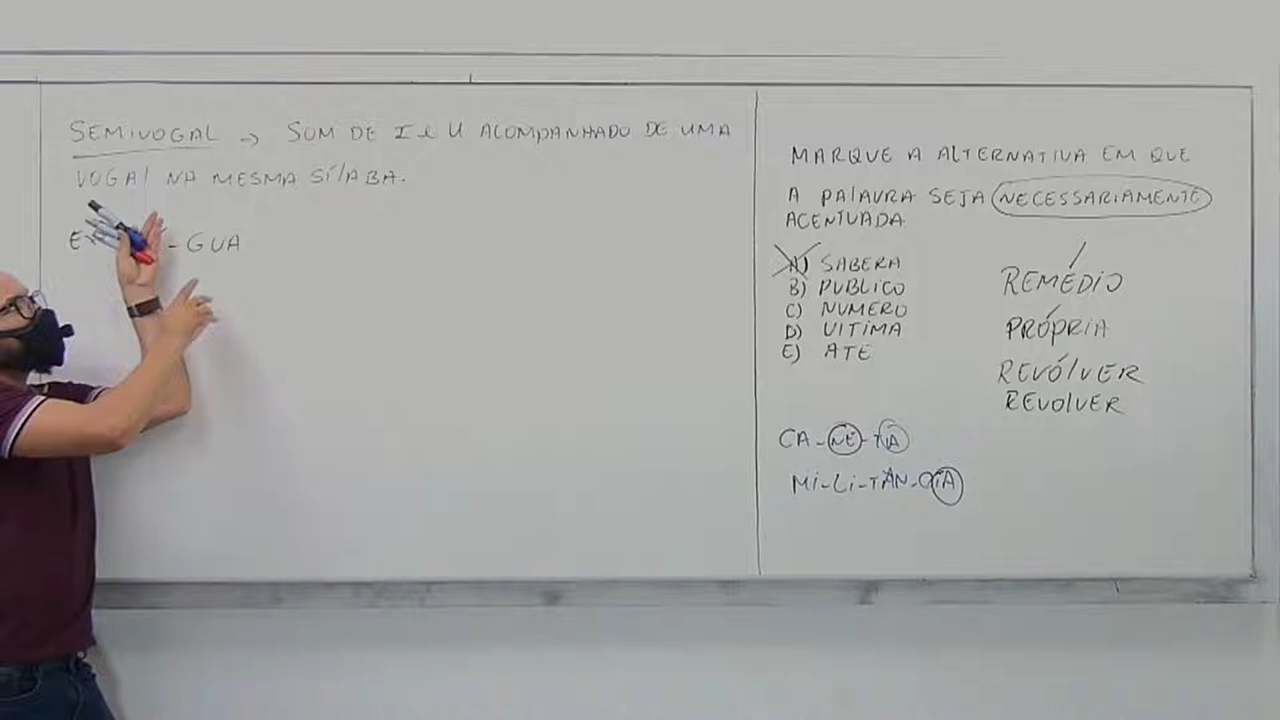 SEMIVOGAL → SOM DE I e U ACOMPANHADO DE UMA
VOGAL NA MESMA SÍLABA.
- GUA
MARQUE A ALTERNATIVA EM QUE
A PALAVRA SEJA NECESSARIAMENTE
ACENTUADA
A) SABERA
B) PUBLICO
C) NUMERO
D) VITIMA
E) ATE
REMÉDIO
PRÓPRIA
REVÓLVER
REVOLVER
CA-NE-TA
MI-LI-TÂN-CIA